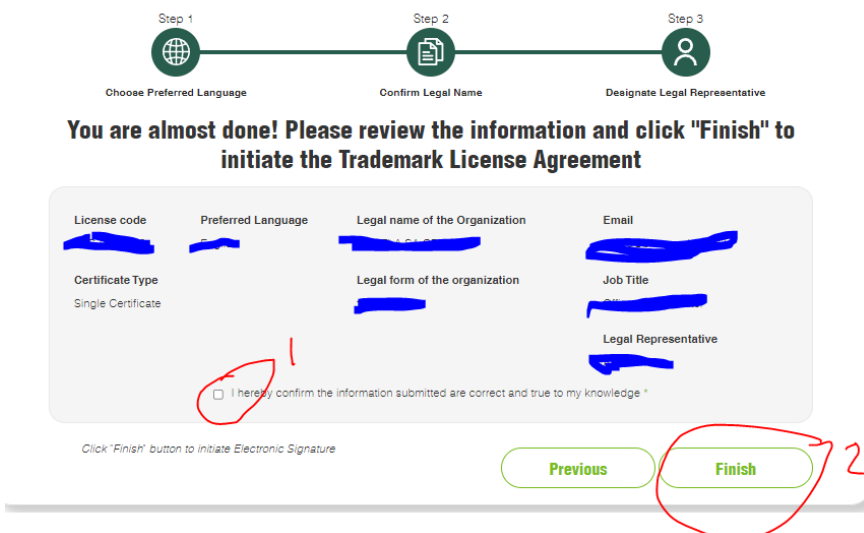 Step 1
Step 2
Step 3
Choose Preferred Language
Confirm Legal Name
Designate Legal Representative
You are almost done! Please review the information and click "Finish" to
initiate the Trademark License Agreement
License code
Preferred Language
Legal name of the Organization
Email
Certificate Type
Legal form of the organization
Job Title
Single Certificate
Legal Representative
1
I hereby confirm the information submitted are correct and true to my knowledge *
Click "Finish" button to initiate Electronic Signature
Previous
Finish
2